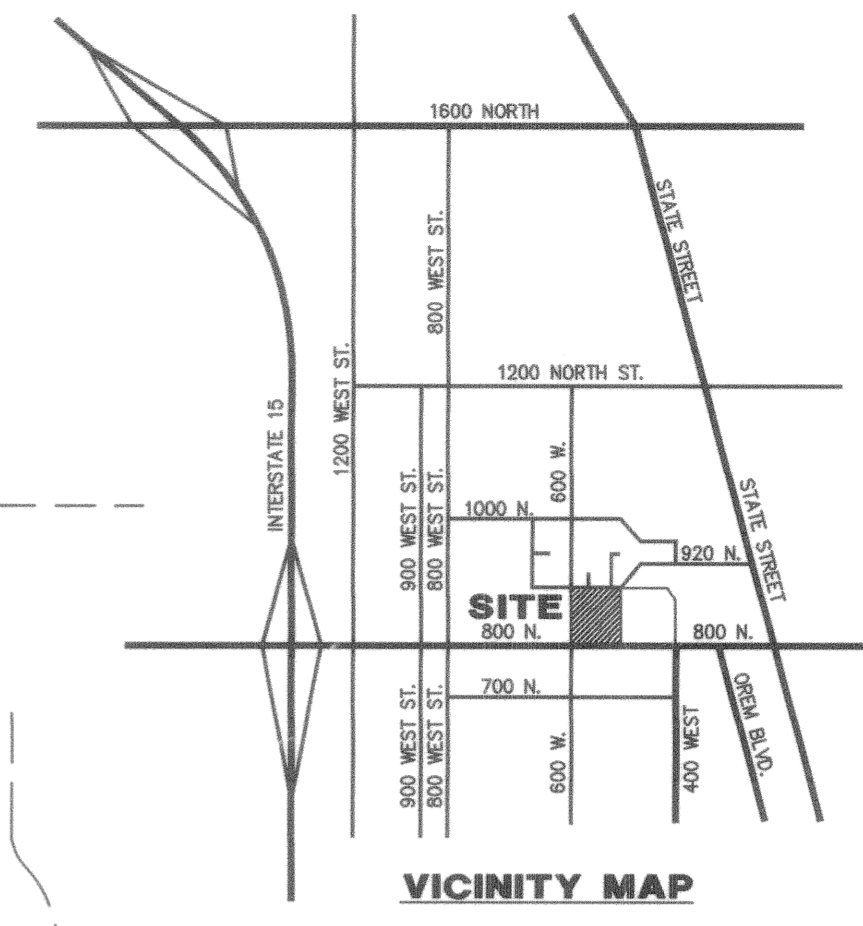 1600 NORTH
STATE STREET
800 WEST ST.
1200 WEST ST.
1200 NORTH ST.
INTERSTATE 15
900 WEST ST.
800 WEST ST.
600 W.
1000 N.
STATE STREET
920 N.
SITE
800 N.
800 N.
700 N.
900 WEST ST.
800 WEST ST.
600 W.
400 WEST
OREM BLVD.
VICINITY MAP